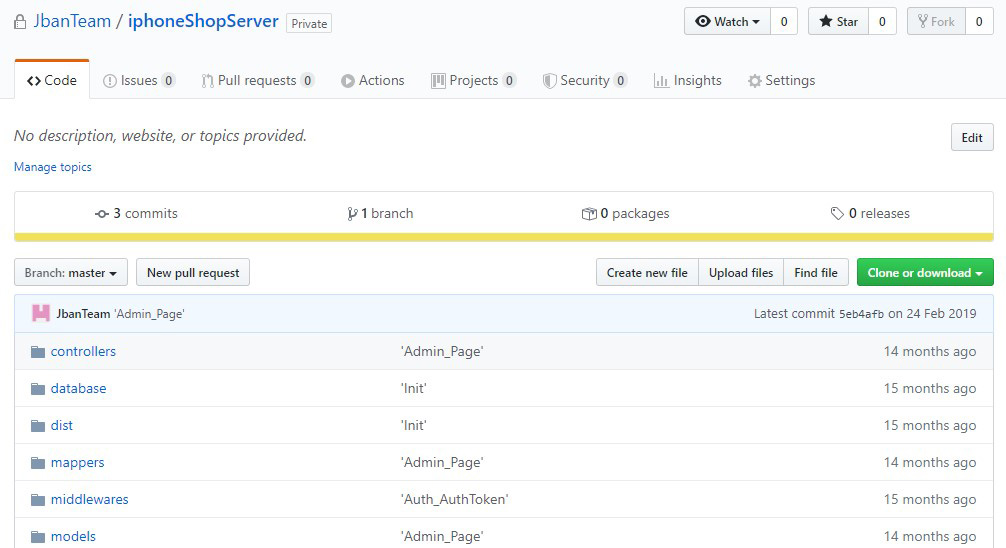 JbanTeam / iphoneShopServer Private Watch 0 Star 0 Fork 0
Code Issues 0 Pull requests 0 Actions Projects 0 Security 0 Insights Settings
No description, website, or topics provided. Edit
Manage topics
3 commits 1 branch 0 packages 0 releases
Branch: master New pull request Create new file Upload files Find file Clone or download
JbanTeam 'Admin_Page' Latest commit 5eb4afb on 24 Feb 2019
controllers 'Admin_Page' 14 months ago
database 'Init' 15 months ago
dist 'Init' 15 months ago
mappers 'Admin_Page' 14 months ago
middlewares 'Auth_AuthToken' 15 months ago
models 'Admin_Page' 14 months ago